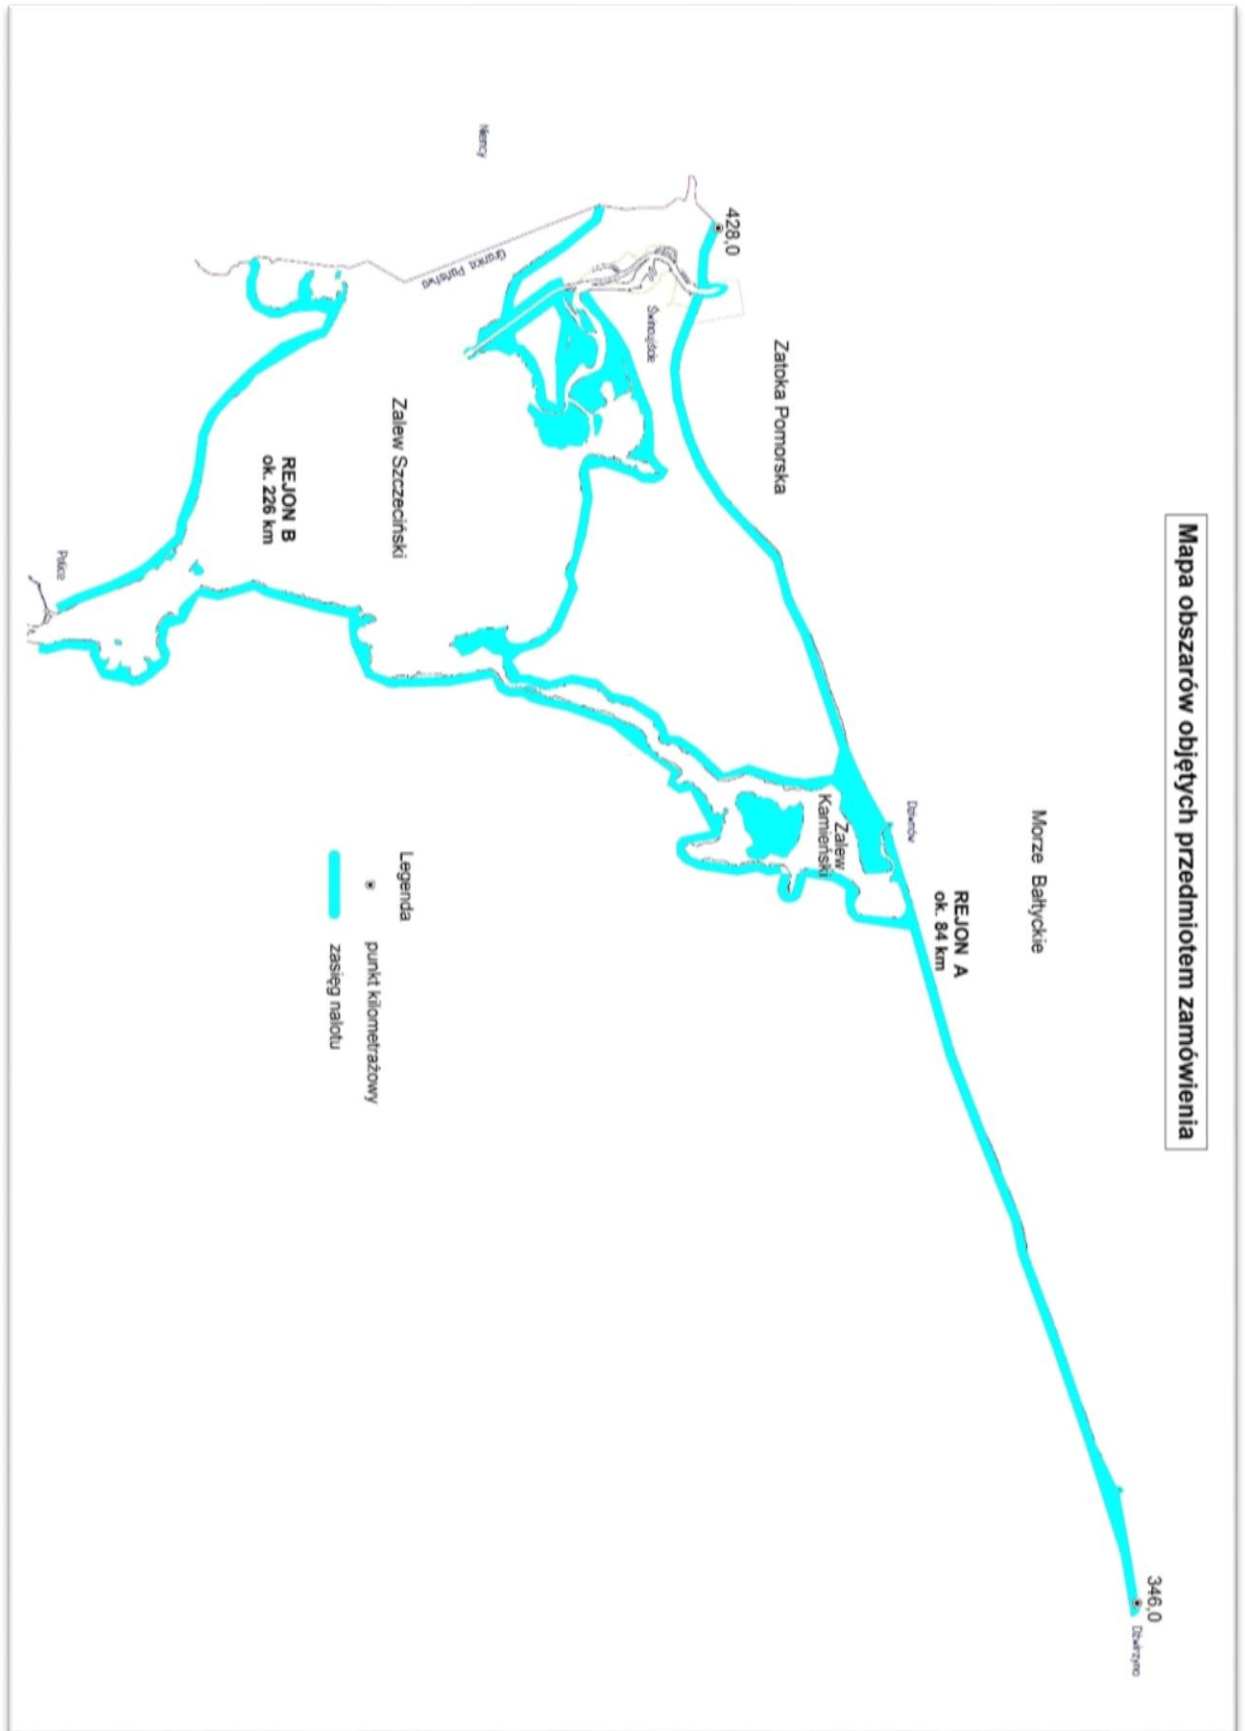 Mapa obszarów objętych przedmiotem zamówienia
346,0
Dźwirzyno
Morze Bałtyckie
REJON A
ok. 84 km
Dziwnów
Zalew
Kamieński
Zatoka Pomorska
428,0
Świnoujście
Niemcy
Granica Państwa
Zalew Szczeciński
REJON B
ok. 226 km
Police
Legenda
punkt kilometrażowy
zasięg nalotu